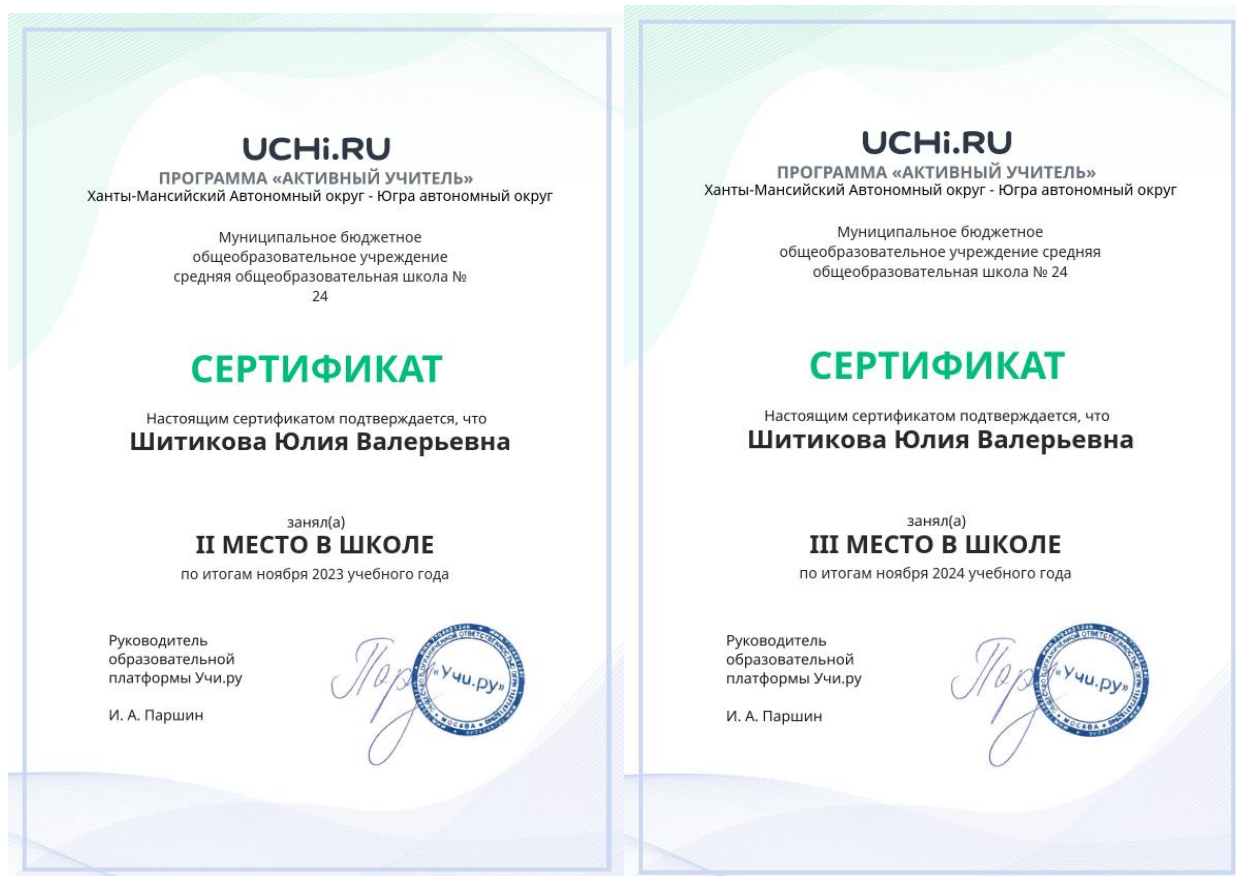 UCHi.RU
ПРОГРАММА «АКТИВНЫЙ УЧИТЕЛЬ»
Ханты-Мансийский Автономный округ - Югра автономный округ
Муниципальное бюджетное
общеобразовательное учреждение
средняя общеобразовательная школа №
24
СЕРТИФИКАТ
Настоящим сертификатом подтверждается, что
Шитикова Юлия Валерьевна
занял(а)
II МЕСТО В ШКОЛЕ
по итогам ноября 2023 учебного года
Руководитель
образовательной
платформы Учи.ру
И. А. Паршин
«Учи.ру»
МОСКВА
UCHi.RU
ПРОГРАММА «АКТИВНЫЙ УЧИТЕЛЬ»
Ханты-Мансийский Автономный округ - Югра автономный округ
Муниципальное бюджетное
общеобразовательное учреждение средняя
общеобразовательная школа № 24
СЕРТИФИКАТ
Настоящим сертификатом подтверждается, что
Шитикова Юлия Валерьевна
занял(а)
III МЕСТО В ШКОЛЕ
по итогам ноября 2024 учебного года
Руководитель
образовательной
платформы Учи.ру
И. А. Паршин
«Учи.ру»
МОСКВА